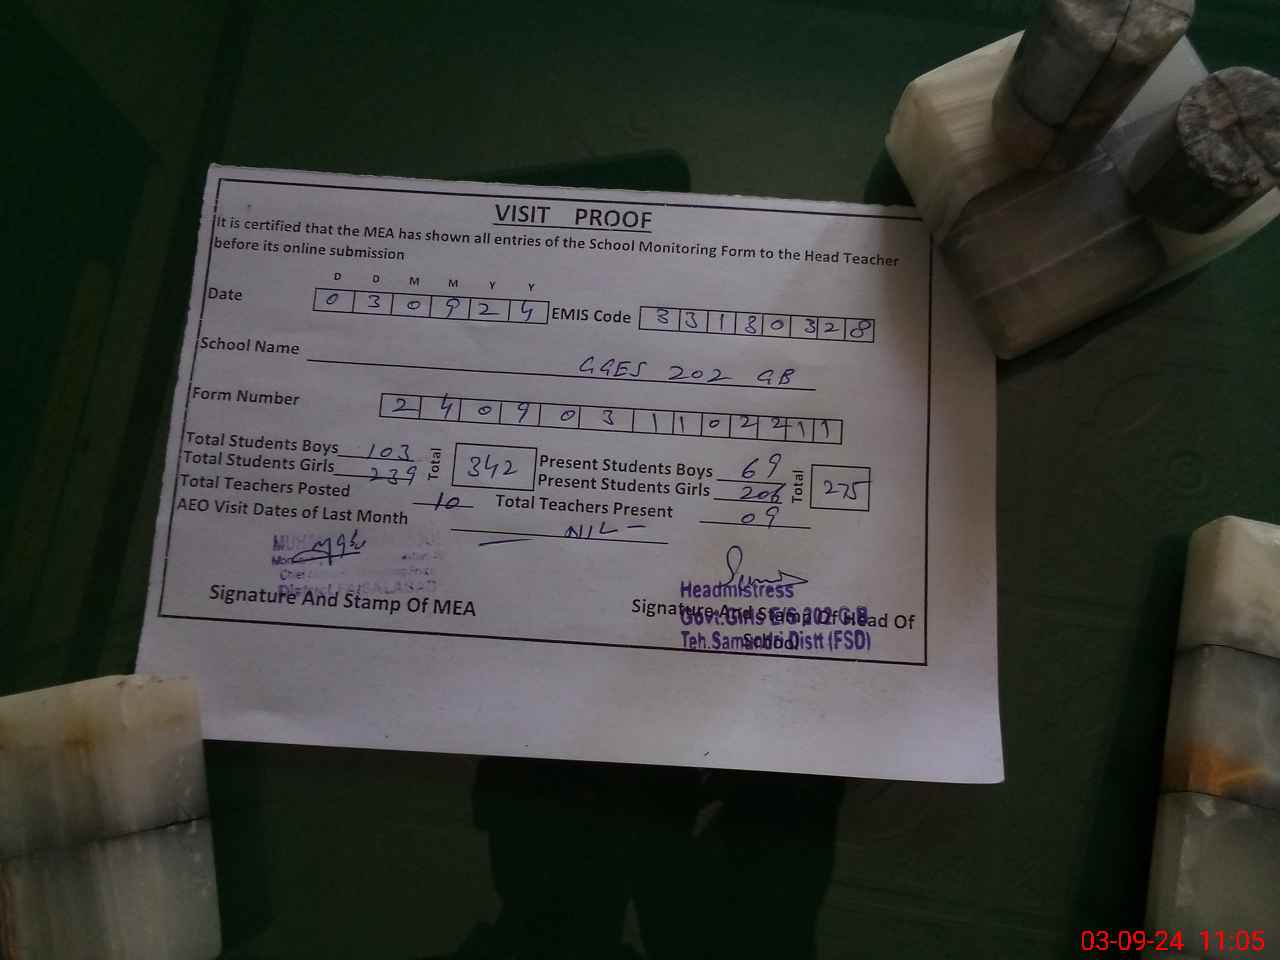 VISIT PROOF
It is certified that the MEA has shown all entries of the School Monitoring Form to the Head Teacher
before its online submission
D D M M Y Y
Date 0 3 0 9 2 4 EMIS Code 3 3 1 8 0 3 2 8
School Name GGES 202 GB
Form Number 2 4 0 9 0 3 1 1 0 2 2 1 1
Total Students Boys 103 Total 342 Present Students Boys 69 Total 275
Total Students Girls 239 Present Students Girls 206
Total Teachers Posted 10 Total Teachers Present 09
AEO Visit Dates of Last Month — NIL —
Signature And Stamp Of MEA
Headmistress
Signature And Stamp Of Head Of
School
Govt. Girls E/S 202 G.B
Teh. Samundri Distt (FSD)
03-09-24 11:05